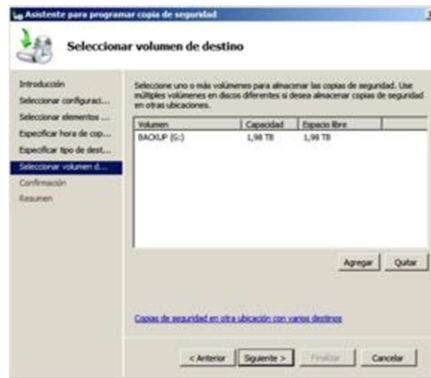 Asistente para programar copia de seguridad
Seleccionar volumen de destino
Introducción
Seleccionar configuraci...
Seleccionar elementos ...
Especificar hora de cop...
Especificar tipo de dest...
Seleccionar volumen d...
Confirmación
Resumen
Seleccione uno o más volúmenes para almacenar las copias de seguridad. Use
múltiples volúmenes en discos diferentes si desea almacenar copias de seguridad
en otras ubicaciones.
Volumen Capacidad Espacio libre
BACKUP (G:) 1,98 TB 1,98 TB
Agregar Quitar
Copias de seguridad en otra ubicación con varios destinos
< Anterior Siguiente > Finalizar Cancelar